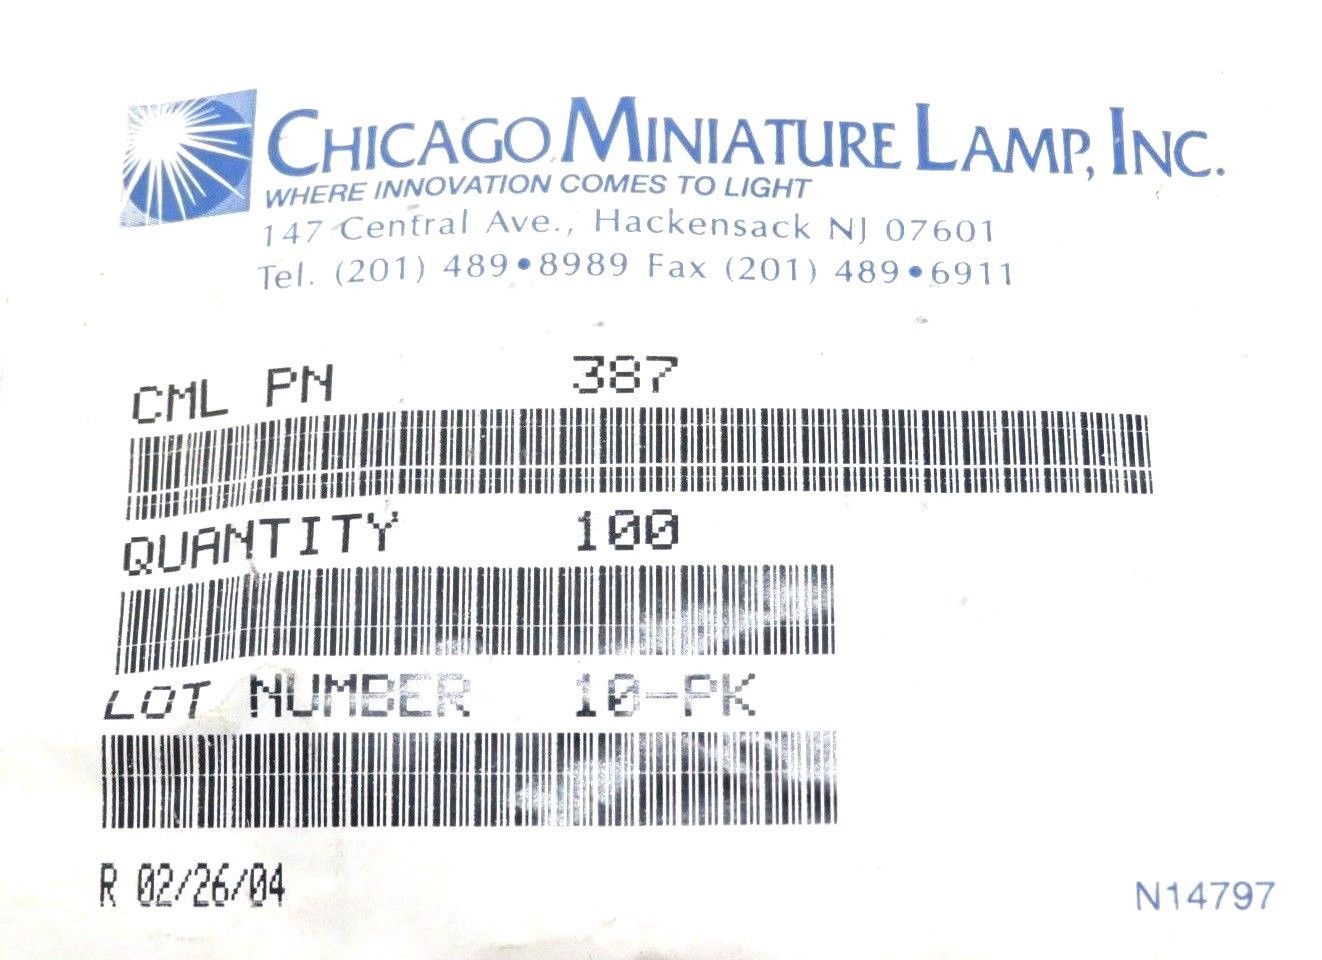 CHICAGO MINIATURE LAMP, INC.
WHERE INNOVATION COMES TO LIGHT
147 Central Ave., Hackensack NJ 07601
Tel. (201) 489•8989 Fax (201) 489•6911
CML PN 387
QUANTITY 100
LOT NUMBER 10-PK
R 02/26/04
N14797